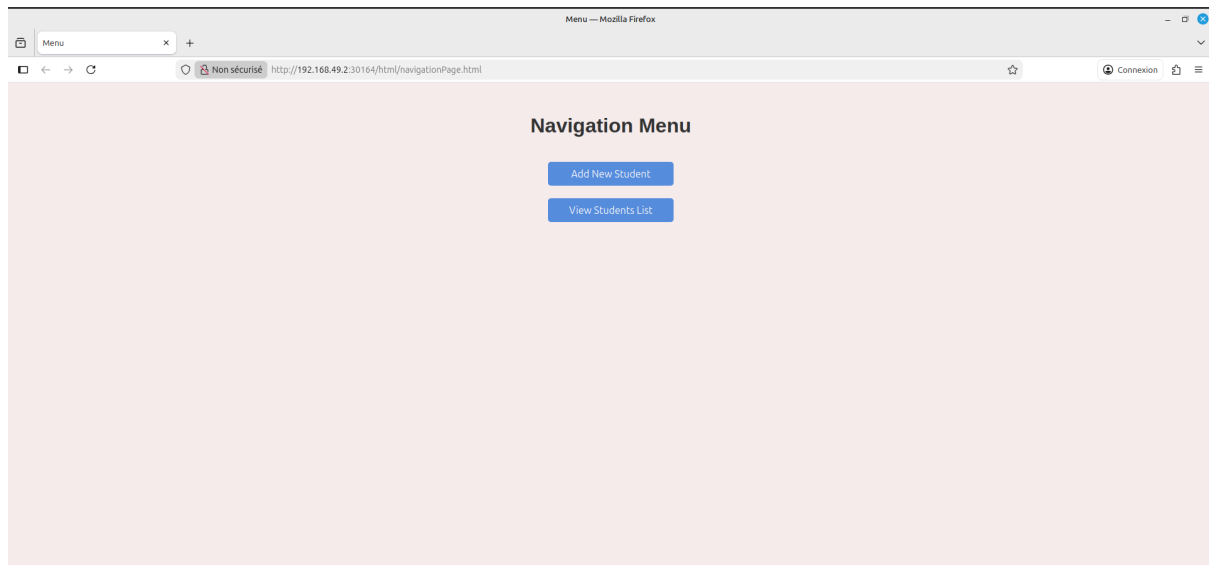 Menu — Mozilla Firefox
Menu
Non sécurisé http://192.168.49.2:30164/html/navigationPage.html
Connexion
Navigation Menu
Add New Student
View Students List